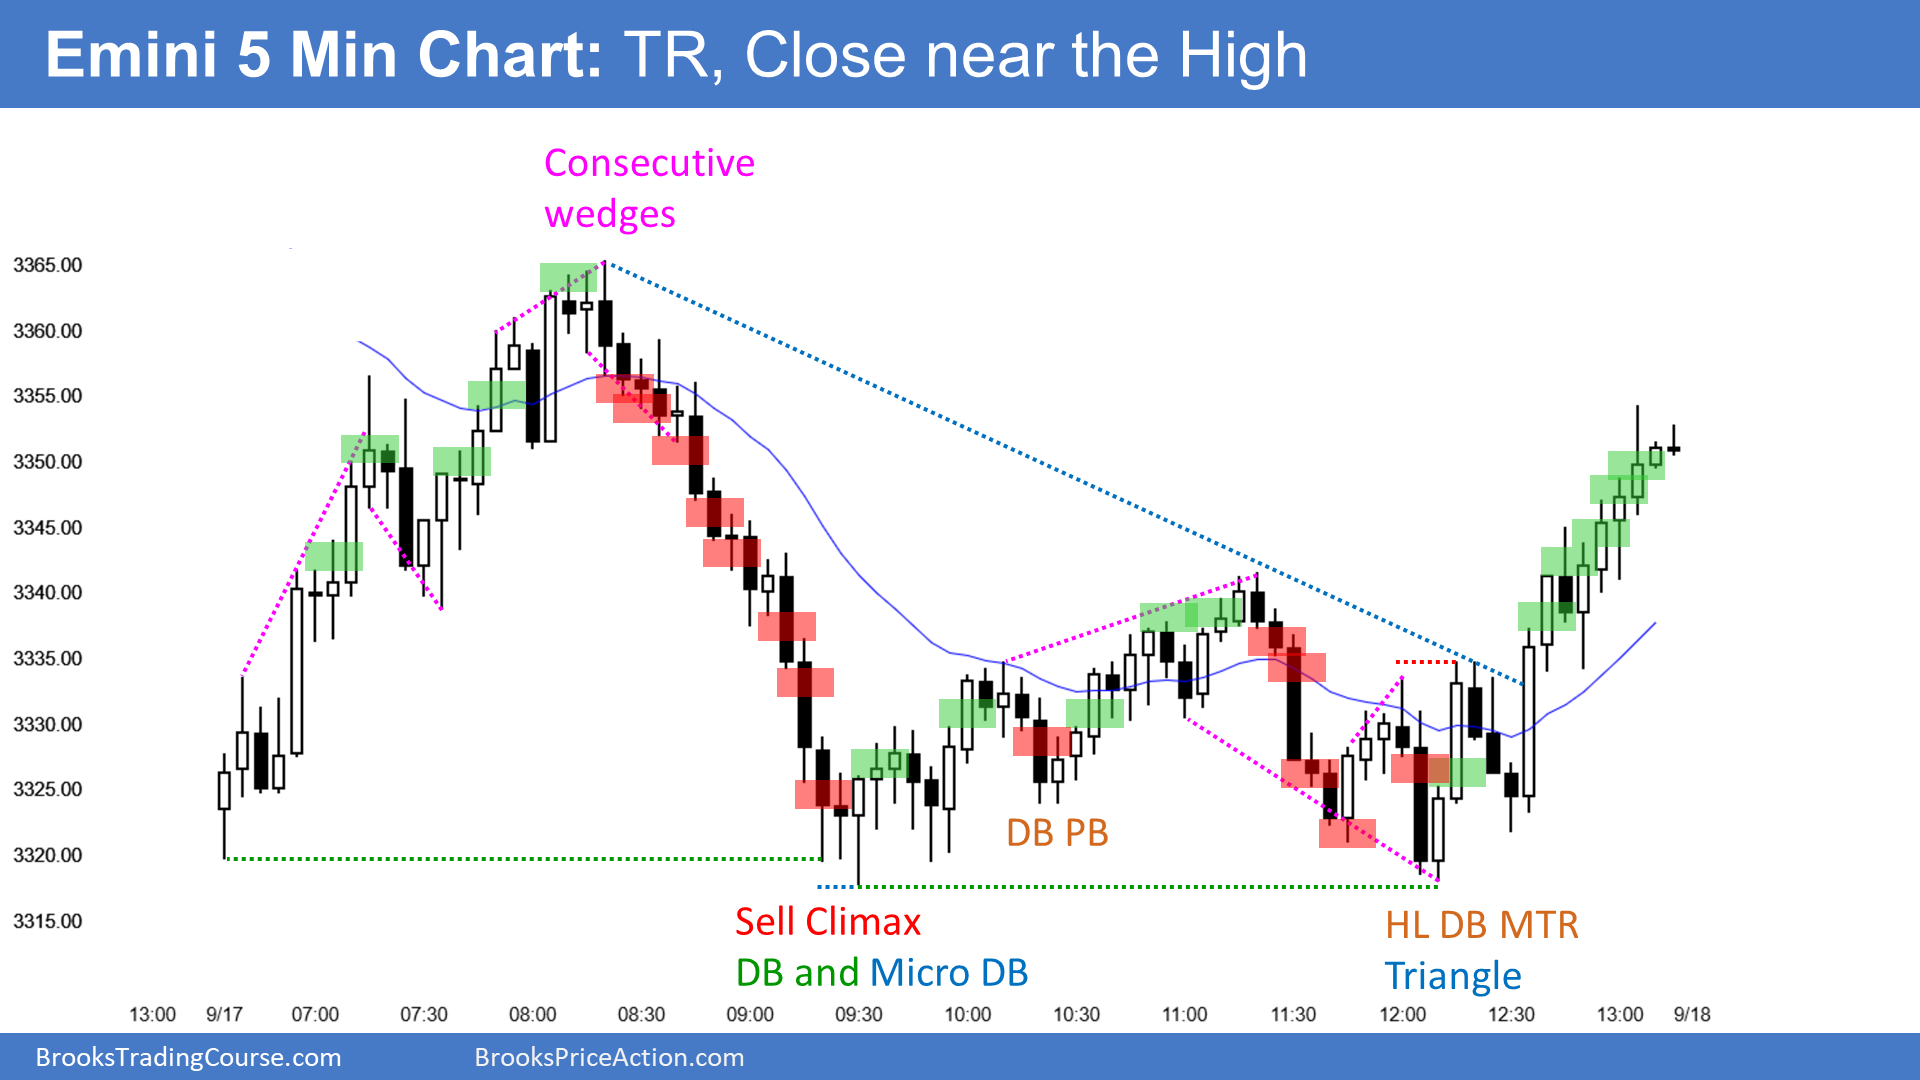 Emini 5 Min Chart: TR, Close near the High
Consecutive
wedges
3365.00
3360.00
3355.00
3350.00
3345.00
3340.00
3335.00
3330.00
3325.00
3320.00
3315.00
DB PB
Sell Climax
DB and Micro DB
HL DB MTR
Triangle
13:00 9/17 07:00 07:30 08:00 08:30 09:00 09:30 10:00 10:30 11:00 11:30 12:00 12:30 13:00 9/18
BrooksTradingCourse.com BrooksPriceAction.com